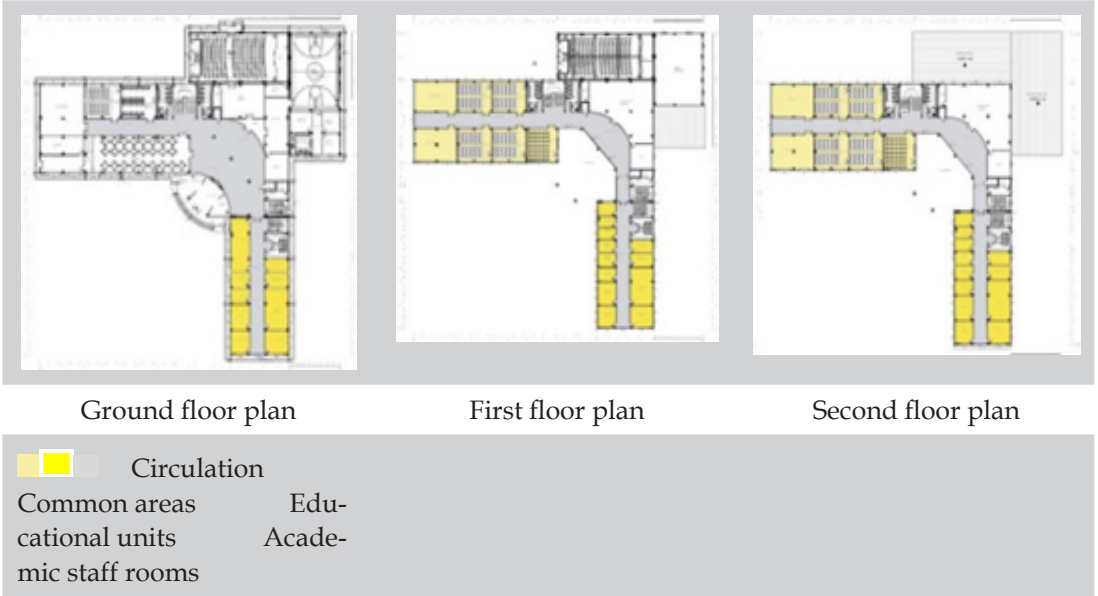 Ground floor plan
First floor plan
Second floor plan
Circulation
Common areas Edu-
cational units Acade-
mic staff rooms